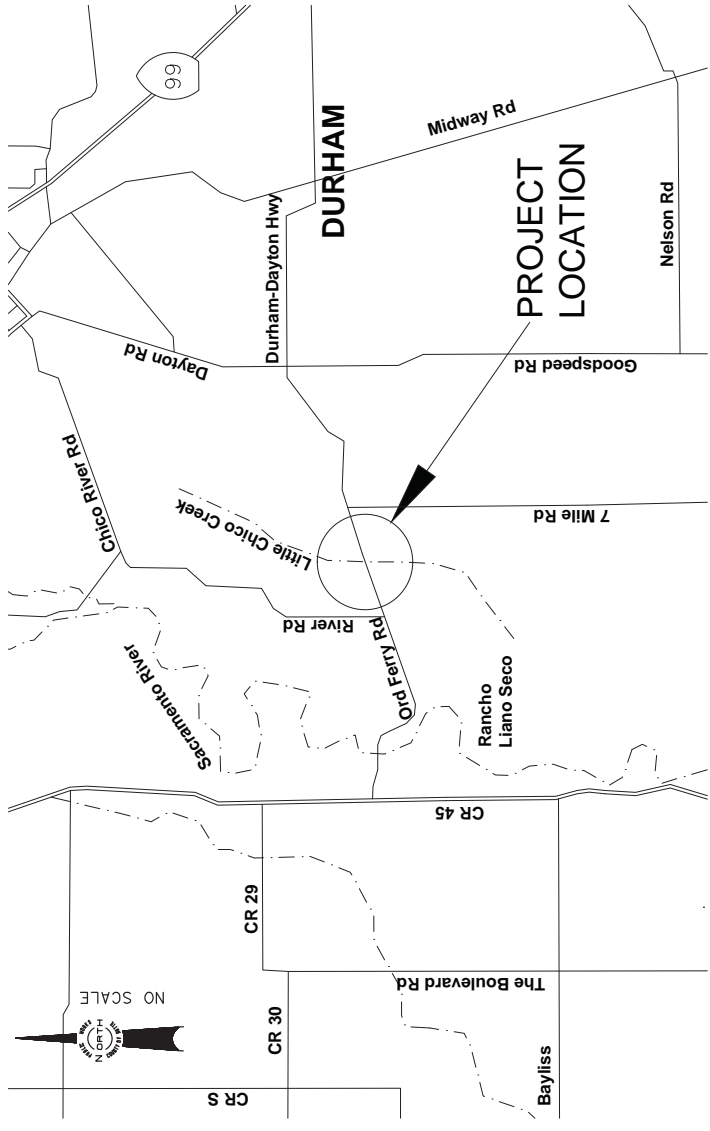 99
Midway Rd
DURHAM
Durham-Dayton Hwy
PROJECT
LOCATION
Nelson Rd
Dayton Rd
Goodspeed Rd
Chico River Rd
Little Chico Creek
7 Mile Rd
River Rd
Ord Ferry Rd
Sacramento River
Rancho
Llano Seco
CR 45
CR 29
The Boulevard Rd
NO SCALE
NORTH
CR 30
CR S
Bayliss